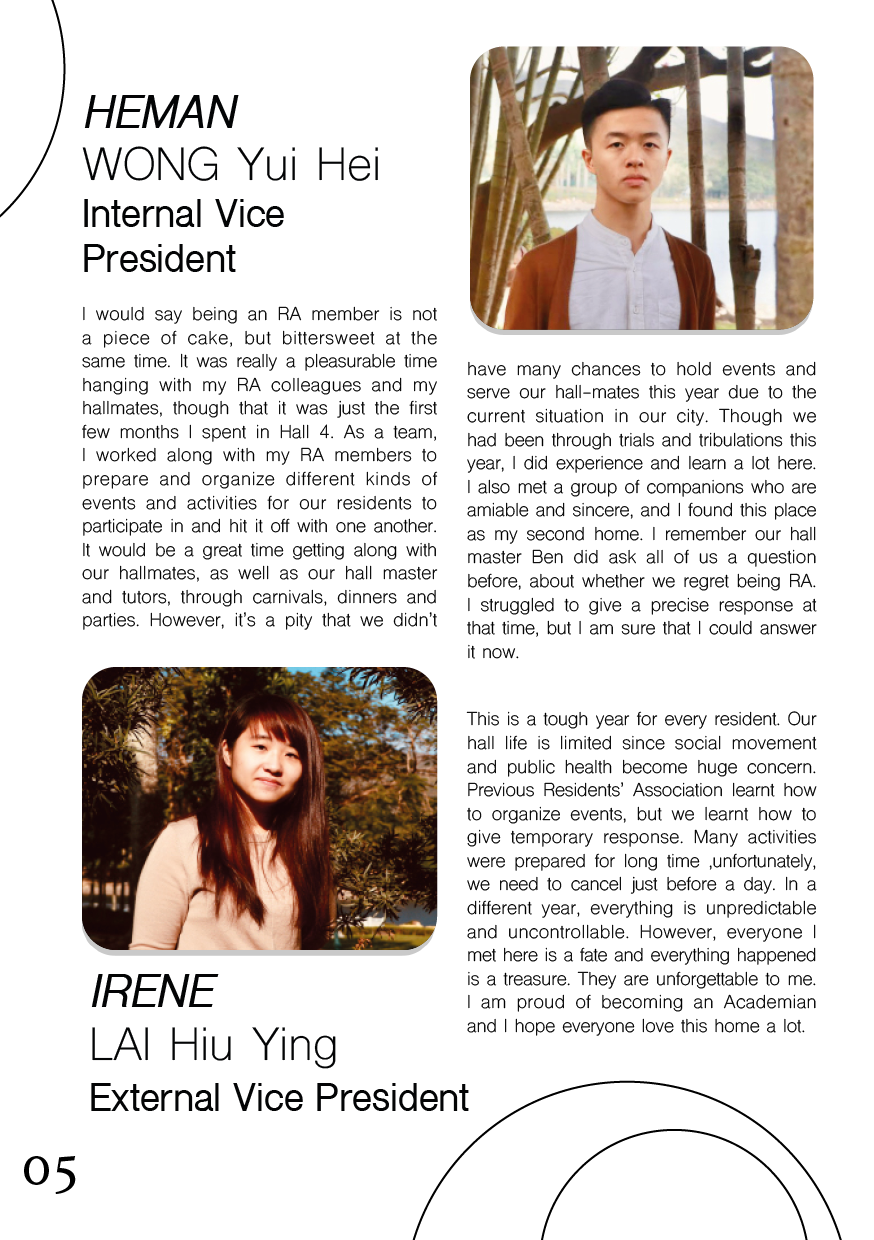 HEMAN
WONG Yui Hei
Internal Vice
President
I would say being an RA member is not
a piece of cake, but bittersweet at the
same time. It was really a pleasurable time
hanging with my RA colleagues and my
hallmates, though that it was just the first
few months I spent in Hall 4. As a team,
I worked along with my RA members to
prepare and organize different kinds of
events and activities for our residents to
participate in and hit it off with one another.
It would be a great time getting along with
our hallmates, as well as our hall master
and tutors, through carnivals, dinners and
parties. However, it's a pity that we didn't
have many chances to hold events and
serve our hall-mates this year due to the
current situation in our city. Though we
had been through trials and tribulations this
year, I did experience and learn a lot here.
I also met a group of companions who are
amiable and sincere, and I found this place
as my second home. I remember our hall
master Ben did ask all of us a question
before, about whether we regret being RA.
I struggled to give a precise response at
that time, but I am sure that I could answer
it now.
IRENE
LAI Hiu Ying
External Vice President
This is a tough year for every resident. Our
hall life is limited since social movement
and public health become huge concern.
Previous Residents' Association learnt how
to organize events, but we learnt how to
give temporary response. Many activities
were prepared for long time ,unfortunately,
we need to cancel just before a day. In a
different year, everything is unpredictable
and uncontrollable. However, everyone I
met here is a fate and everything happened
is a treasure. They are unforgettable to me.
I am proud of becoming an Academian
and I hope everyone love this home a lot.
05